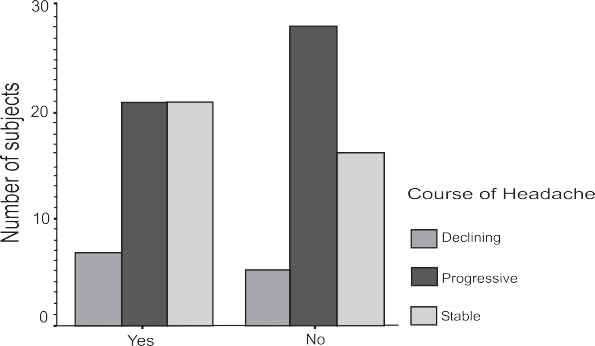 Number of subjects
30
20
10
0
Yes
No
Course of Headache
Declining
Progressive
Stable